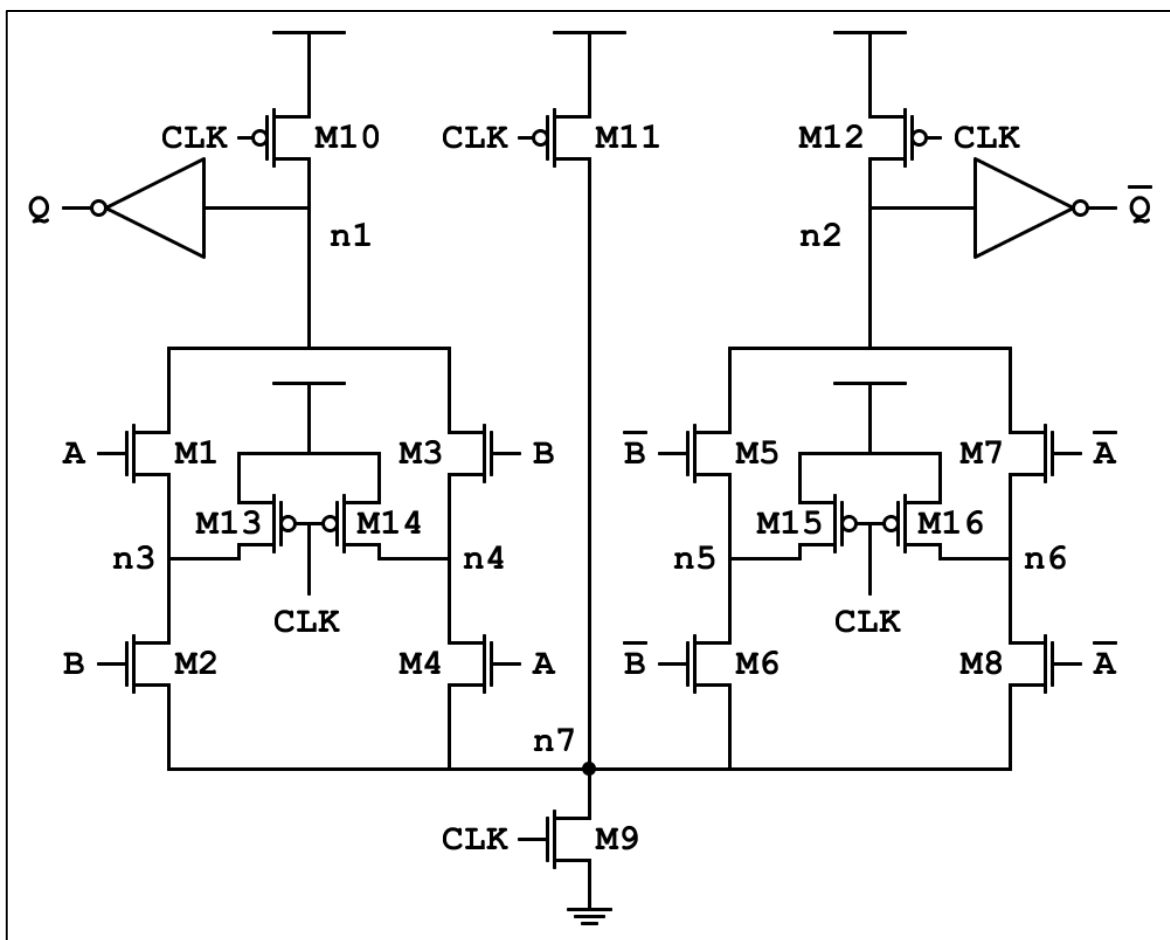 CLK M10 CLK M11 M12 CLK
Q n1 n2 Q̅
A M1 M3 B B̅ M5 M7 A̅
M13 M14 M15 M16
n3 n4 n5 n6
CLK CLK
B M2 M4 A B̅ M6 M8 A̅
n7
CLK M9